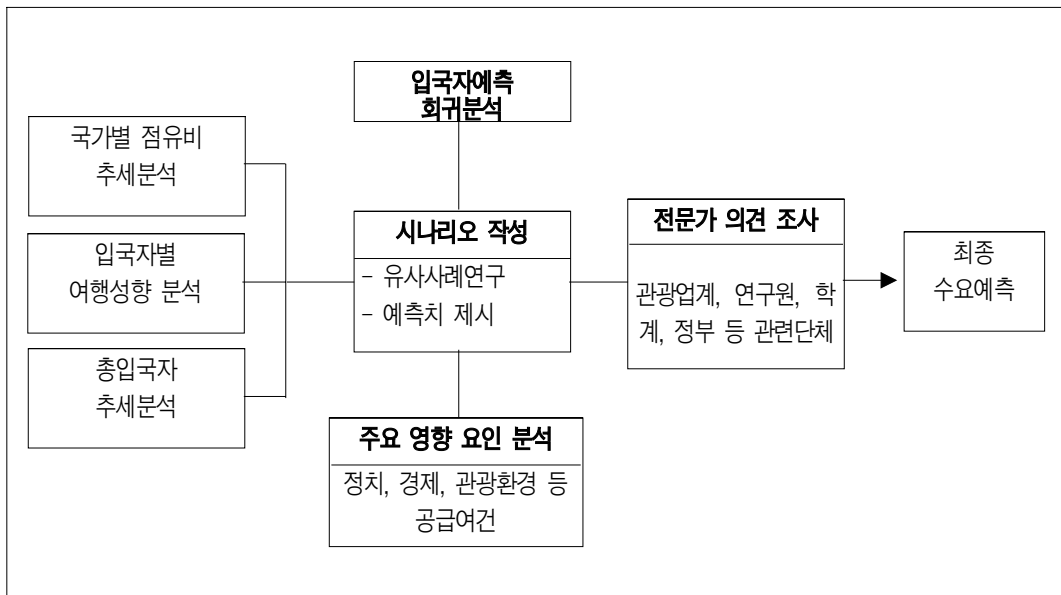 입국자예측
회귀분석
국가별 점유비
추세분석
입국자별
여행성향 분석
총입국자
추세분석
시나리오 작성
- 유사사례연구
- 예측치 제시
주요 영향 요인 분석
정치, 경제, 관광환경 등
공급여건
전문가 의견 조사
관광업계, 연구원, 학
계, 정부 등 관련단체
최종
수요예측